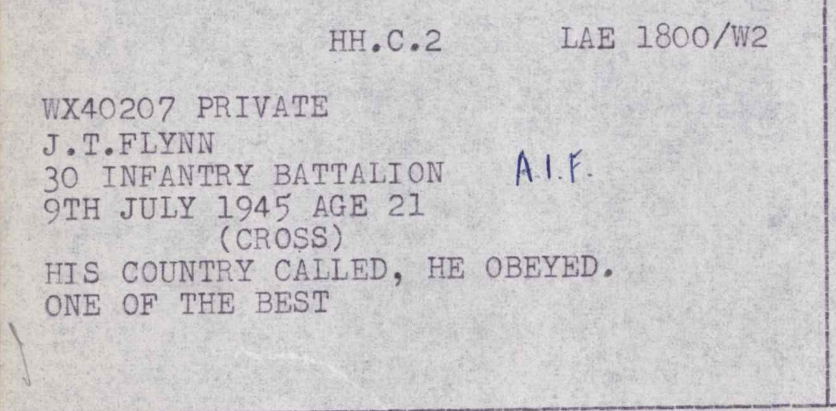 HH.C.2 LAE 1800/W2
WX40207 PRIVATE
J.T.FLYNN
30 INFANTRY BATTALION A.I.F.
9TH JULY 1945 AGE 21
(CROSS)
HIS COUNTRY CALLED, HE OBEYED.
ONE OF THE BEST